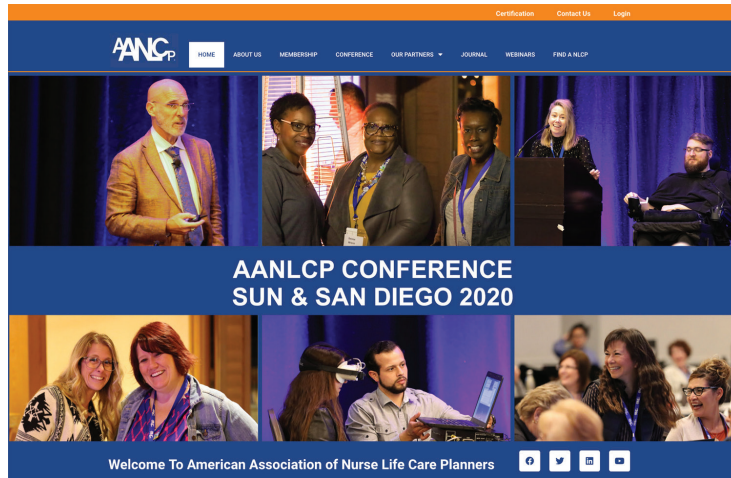 Certification Contact Us Login
AANLCP HOME ABOUT US MEMBERSHIP CONFERENCE OUR PARTNERS JOURNAL WEBINARS FIND A NLCP
AANLCP CONFERENCE
SUN & SAN DIEGO 2020
Welcome To American Association of Nurse Life Care Planners